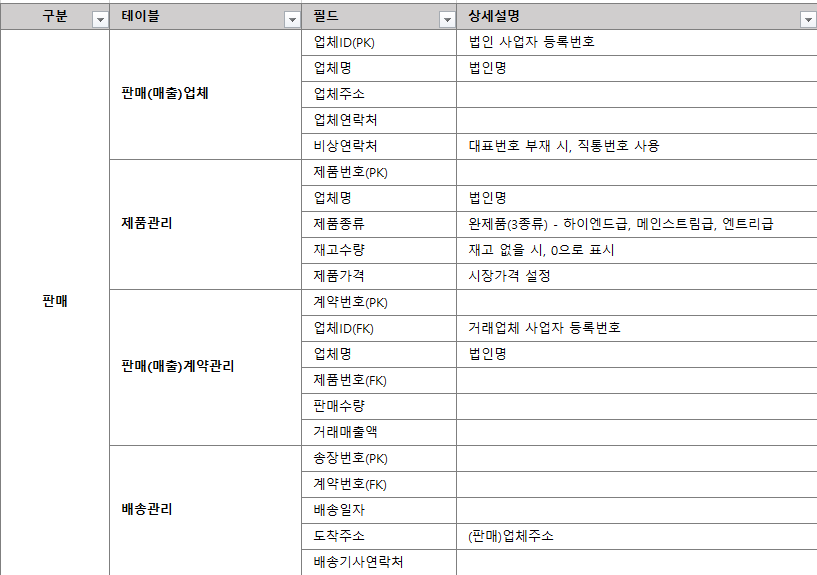 구분 테이블 필드 상세설명
판매 판매(매출)업체 업체ID(PK) 법인 사업자 등록번호
업체명 법인명
업체주소
업체연락처
비상연락처 대표번호 부재 시, 직통번호 사용
제품관리 제품번호(PK)
업체명 법인명
제품종류 완제품(3종류) - 하이엔드급, 메인스트림급, 엔트리급
재고수량 재고 없을 시, 0으로 표시
제품가격 시장가격 설정
판매(매출)계약관리 계약번호(PK)
업체ID(FK) 거래업체 사업자 등록번호
업체명 법인명
제품번호(FK)
판매수량
거래매출액
배송관리 송장번호(PK)
계약번호(FK)
배송일자
도착주소 (판매)업체주소
배송기사연락처